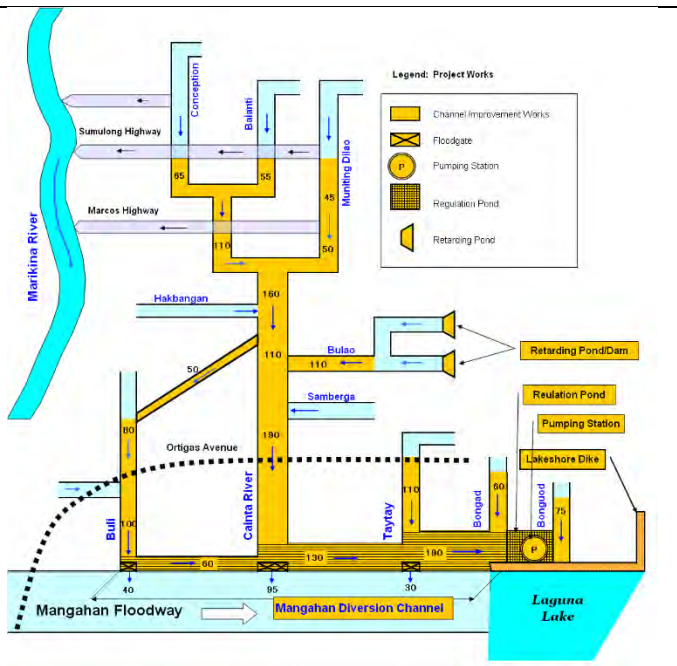 Legend: Project Works
Channel Improvement Works
Floodgate
P
Pumping Station
Regulation Pond
Retarding Pond
Conception
Balanti
Muniting Dilao
Sumulong Highway
65
55
45
Marcos Highway
110
50
Marikina River
Hakbangan
160
Bulao
110
110
50
Retarding Pond/Dam
Samberga
Reulation Pond
Pumping Station
Lakeshore Dike
80
190
Ortigas Avenue
Buli
100
Cainta River
Taytay
110
Bongad
60
Bonguod
75
P
60
130
180
40
95
30
Mangahan Floodway
Mangahan Diversion Channel
Laguna
Lake